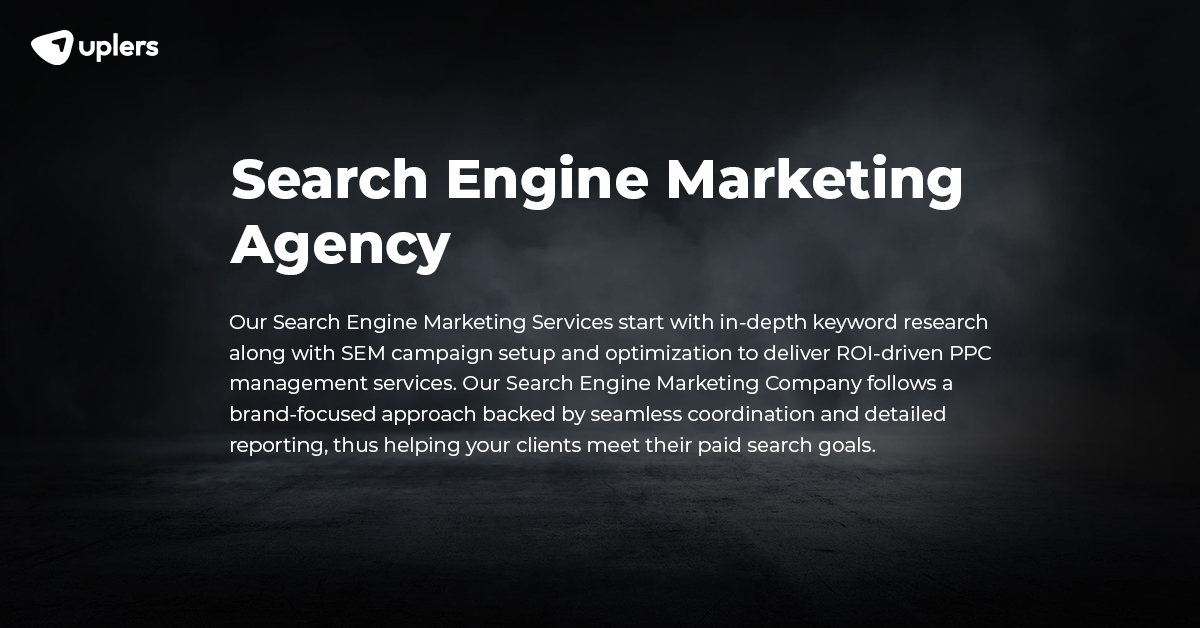 uplers
Search Engine Marketing
Agency
Our Search Engine Marketing Services start with in-depth keyword research
along with SEM campaign setup and optimization to deliver ROI-driven PPC
management services. Our Search Engine Marketing Company follows a
brand-focused approach backed by seamless coordination and detailed
reporting, thus helping your clients meet their paid search goals.